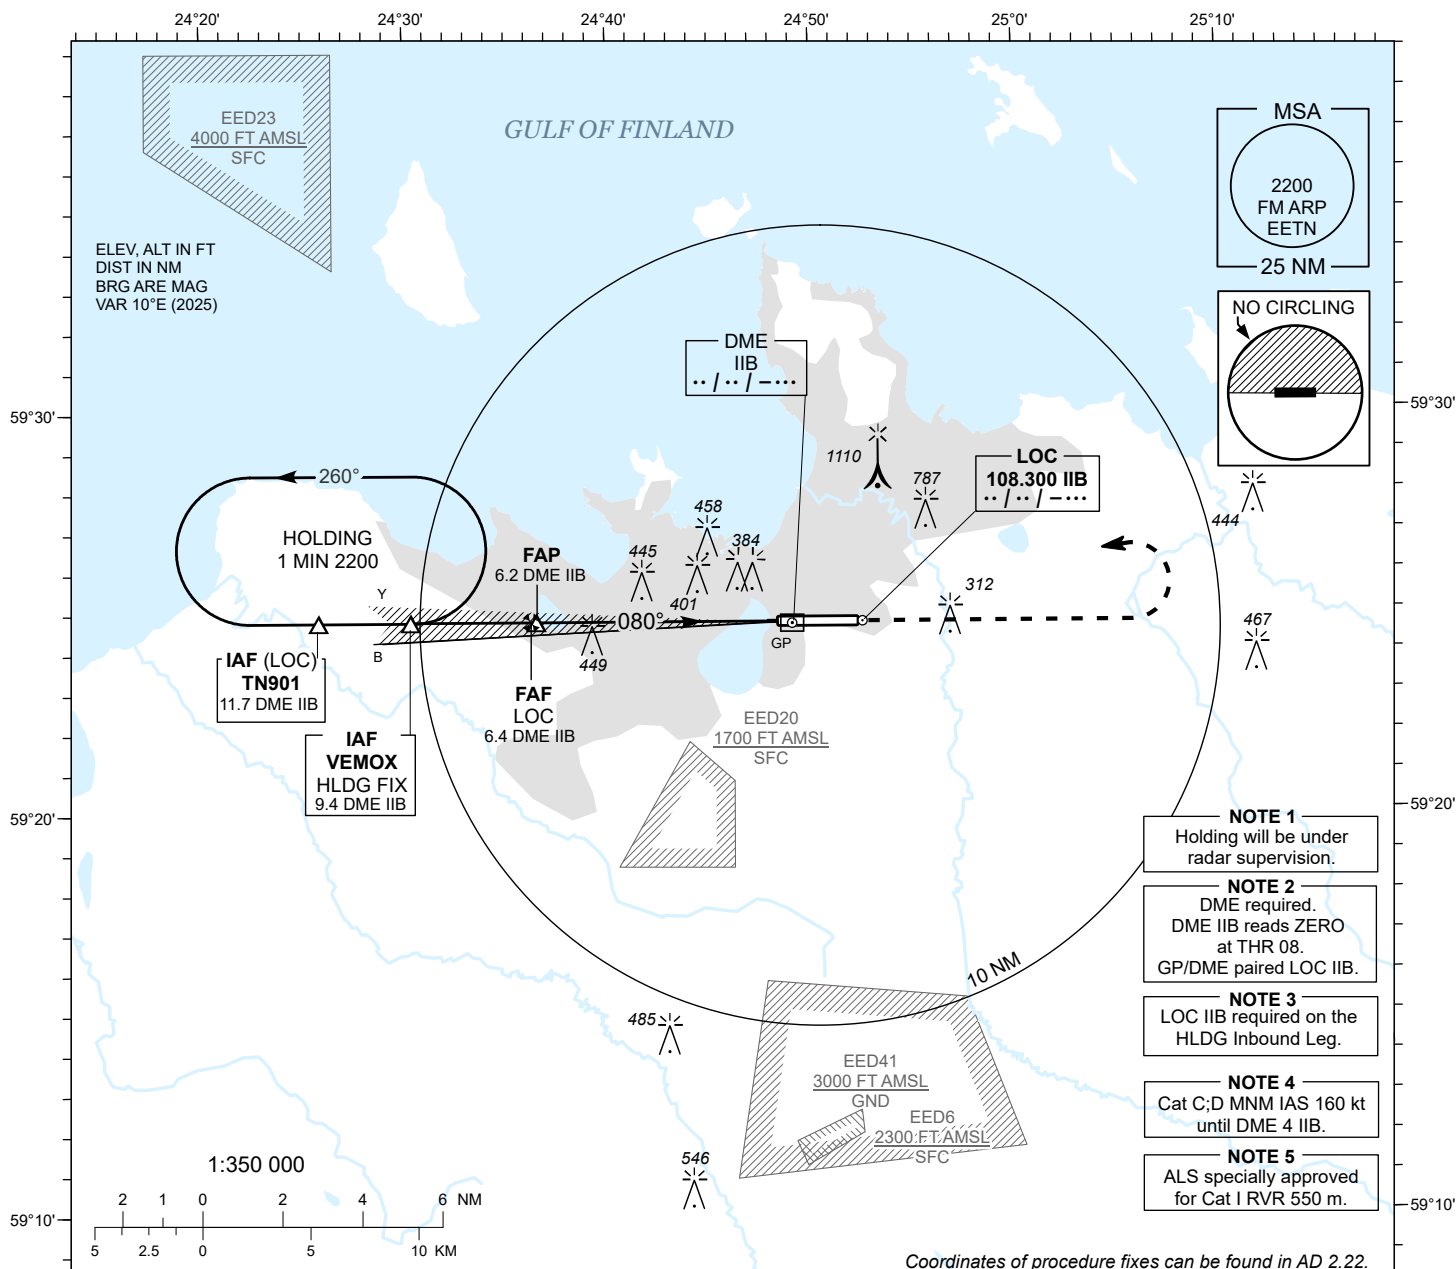 24°20'
24°30'
24°40'
24°50'
25°0'
25°10'
EED23
4000 FT AMSL
SFC
GULF OF FINLAND
MSA
2200
FM ARP
EETN
25 NM
ELEV, ALT IN FT
DIST IN NM
BRG ARE MAG
VAR 10°E (2025)
NO CIRCLING
DME
IIB
·· / ·· / –···
59°30'
59°30'
1110
787
LOC
108.300 IIB
·· / ·· / –···
444
260°
HOLDING
1 MIN 2200
458
445
384
401
FAP
6.2 DME IIB
312
467
Y
B
080°
449
GP
IAF (LOC)
TN901
11.7 DME IIB
FAF
LOC
6.4 DME IIB
IAF
VEMOX
HLDG FIX
9.4 DME IIB
EED20
1700 FT AMSL
SFC
59°20'
59°20'
NOTE 1
Holding will be under
radar supervision.
NOTE 2
DME required.
DME IIB reads ZERO
at THR 08.
GP/DME paired LOC IIB.
10 NM
NOTE 3
LOC IIB required on the
HLDG Inbound Leg.
485
EED41
3000 FT AMSL
GND
EED6
2300 FT AMSL
SFC
NOTE 4
Cat C;D MNM IAS 160 kt
until DME 4 IIB.
NOTE 5
ALS specially approved
for Cat I RVR 550 m.
546
1:350 000
2 1 0 2 4 6 NM
5 2.5 0 5 10 KM
59°10'
59°10'
Coordinates of procedure fixes can be found in AD 2.22.